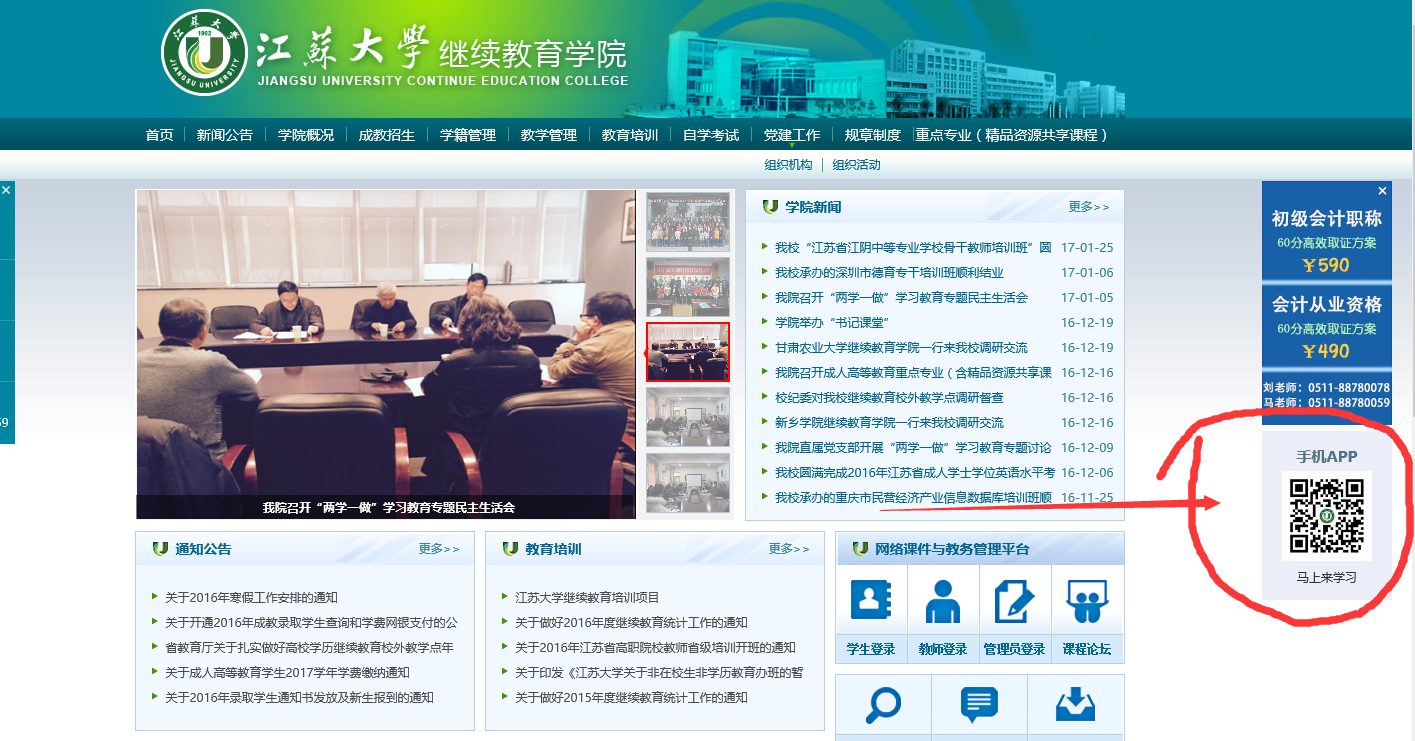 江蘇大學 继续教育学院
JIANGSU UNIVERSITY CONTINUE EDUCATION COLLEGE
江蘇大學
1902
JIANGSU UNIVERSITY
首页 新闻公告 学院概况 成教招生 学籍管理 教学管理 教育培训 自学考试 党建工作 规章制度 重点专业（精品资源共享课程）
组织机构 组织活动
×
59
我院召开“两学一做”学习教育专题民主生活会
学院新闻 更多>>
我校“江苏省江阴中等专业学校骨干教师培训班”圆 17-01-25
我校承办的深圳市德育专干培训班顺利结业 17-01-06
我院召开“两学一做”学习教育专题民主生活会 17-01-05
学院举办“书记课堂” 16-12-19
甘肃农业大学继续教育学院一行来我校调研交流 16-12-19
我院召开成人高等教育重点专业（含精品资源共享课 16-12-16
校纪委对我校继续教育校外教学点调研督查 16-12-16
新乡学院继续教育学院一行来我校调研交流 16-12-16
我院直属党支部开展“两学一做”学习教育专题讨论 16-12-09
我校圆满完成2016年江苏省成人学士学位英语水平考 16-12-06
我校承办的重庆市民营经济产业信息数据库培训班顺 16-11-25
×
初级会计职称
60分高效取证方案
￥590
会计从业资格
60分高效取证方案
￥490
刘老师：0511-88780078
马老师：0511-88780059
手机APP
马上来学习
通知公告 更多>>
关于2016年寒假工作安排的通知
关于开通2016年成教录取学生查询和学费网银支付的公
省教育厅关于扎实做好高校学历继续教育校外教学点年
关于成人高等教育学生2017学年学费缴纳通知
关于2016年录取学生通知书发放及新生报到的通知
教育培训 更多>>
江苏大学继续教育培训项目
关于做好2016年度继续教育统计工作的通知
关于2016年江苏省高职院校教师省级培训开班的通知
关于印发《江苏大学关于非在校生非学历教育办班的暂
关于做好2015年度继续教育统计工作的通知
网络课件与教务管理平台
学生登录 教师登录 管理员登录 课程论坛